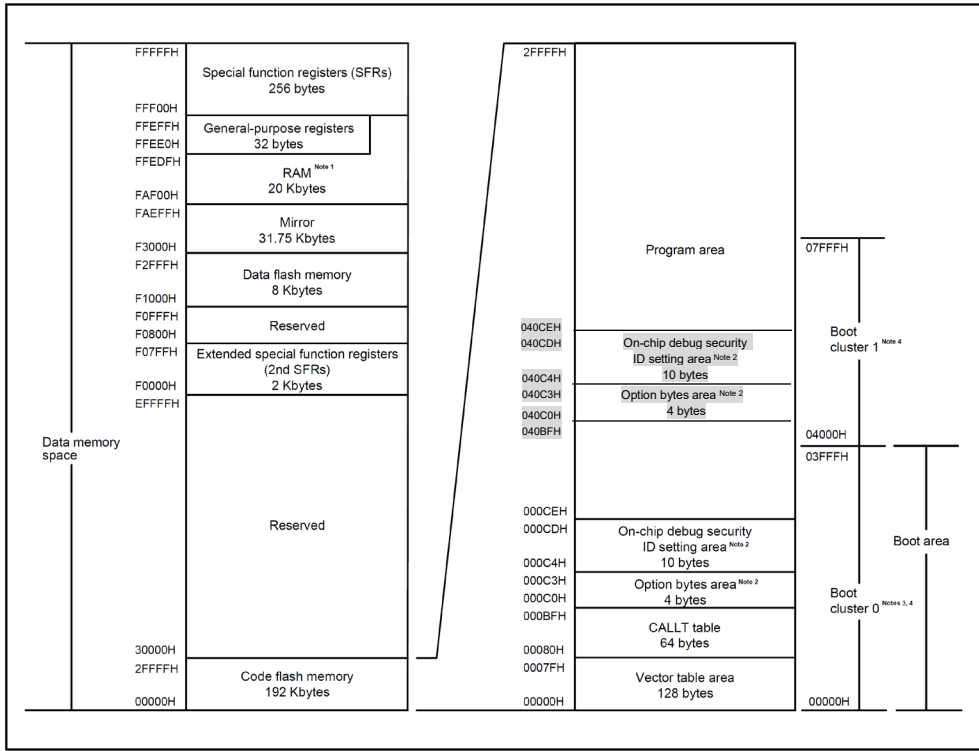 FFFFFH
Special function registers (SFRs)
256 bytes
FFF00H
FFEFFH
General-purpose registers
32 bytes
FFEE0H
FFEDFH
RAM Note 1
20 Kbytes
FAF00H
FAEFFH
Mirror
31.75 Kbytes
F3000H
F2FFFH
Data flash memory
8 Kbytes
F1000H
F0FFFH
Reserved
F0800H
F07FFH
Extended special function registers
(2nd SFRs)
2 Kbytes
F0000H
EFFFFH
Data memory
space
Reserved
30000H
2FFFFH
Code flash memory
192 Kbytes
00000H
2FFFFH
Program area
040CEH
040CDH
On-chip debug security
ID setting area Note 2
10 bytes
040C4H
040C3H
Option bytes area Note 2
4 bytes
040C0H
040BFH
000CEH
000CDH
On-chip debug security
ID setting area Note 2
10 bytes
000C4H
000C3H
Option bytes area Note 2
4 bytes
000C0H
000BFH
CALLT table
64 bytes
00080H
0007FH
Vector table area
128 bytes
00000H
07FFFH
Boot
cluster 1 Note 4
04000H
03FFFH
Boot area
Boot
cluster 0 Notes 3, 4
00000H